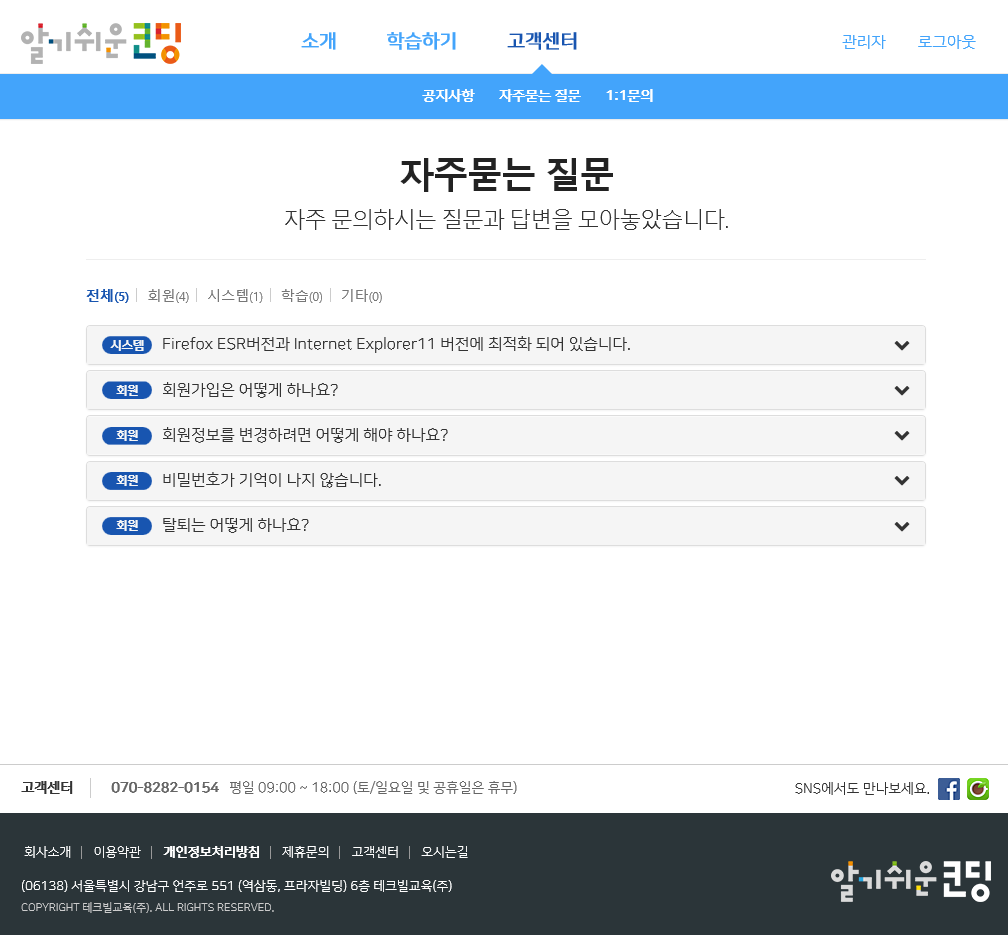 알기쉬운코딩
소개 학습하기 고객센터
관리자 로그아웃
공지사항 자주묻는 질문 1:1문의
자주묻는 질문
자주 문의하시는 질문과 답변을 모아놓았습니다.
전체(5) 회원(4) 시스템(1) 학습(0) 기타(0)
시스템 Firefox ESR버전과 Internet Explorer11 버전에 최적화 되어 있습니다.
회원 회원가입은 어떻게 하나요?
회원 회원정보를 변경하려면 어떻게 해야 하나요?
회원 비밀번호가 기억이 나지 않습니다.
회원 탈퇴는 어떻게 하나요?
고객센터 070-8282-0154 평일 09:00 ~ 18:00 (토/일요일 및 공휴일은 휴무)
SNS에서도 만나보세요.
회사소개 이용약관 개인정보처리방침 제휴문의 고객센터 오시는길
(06138) 서울특별시 강남구 언주로 551 (역삼동, 프라자빌딩) 6층 테크빌교육(주)
COPYRIGHT 테크빌교육(주). ALL RIGHTS RESERVED.
알기쉬운코딩